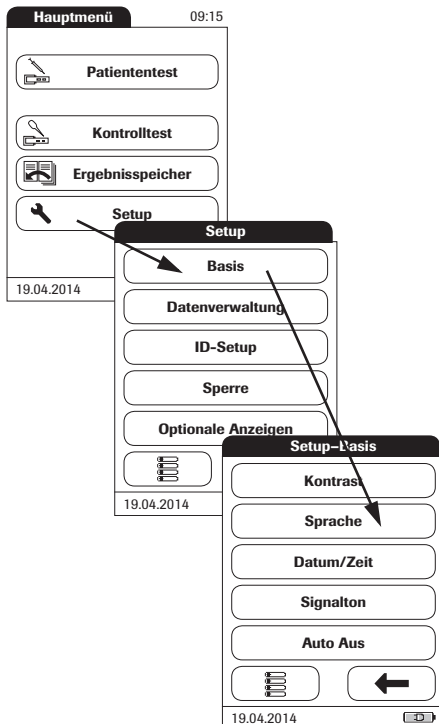 Hauptmenü 09:15
Patiententest
Kontrolltest
Ergebnisspeicher
Setup
19.04.2014
Setup
Basis
Datenverwaltung
ID-Setup
Sperre
Optionale Anzeigen
19.04.2014
Setup–Basis
Kontrast
Sprache
Datum/Zeit
Signalton
Auto Aus
19.04.2014